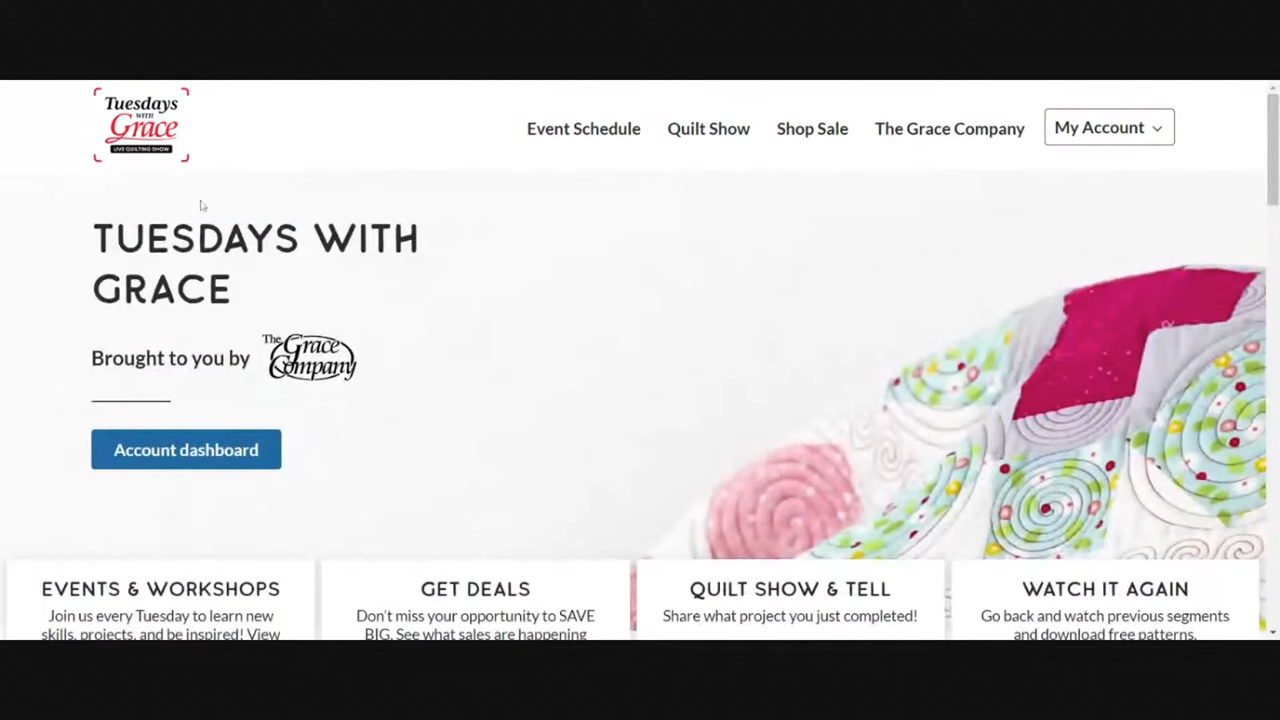 Tuesdays
WITH
Grace
LIVE QUILTING SHOW
Event Schedule
Quilt Show
Shop Sale
The Grace Company
My Account
TUESDAYS WITH
GRACE
Brought to you by
The Grace
Company
Account dashboard
EVENTS & WORKSHOPS
Join us every Tuesday to learn new
skills, projects, and be inspired! View
GET DEALS
Don't miss your opportunity to SAVE
BIG. See what sales are happening
QUILT SHOW & TELL
Share what project you just completed!
WATCH IT AGAIN
Go back and watch previous segments
and download free patterns.